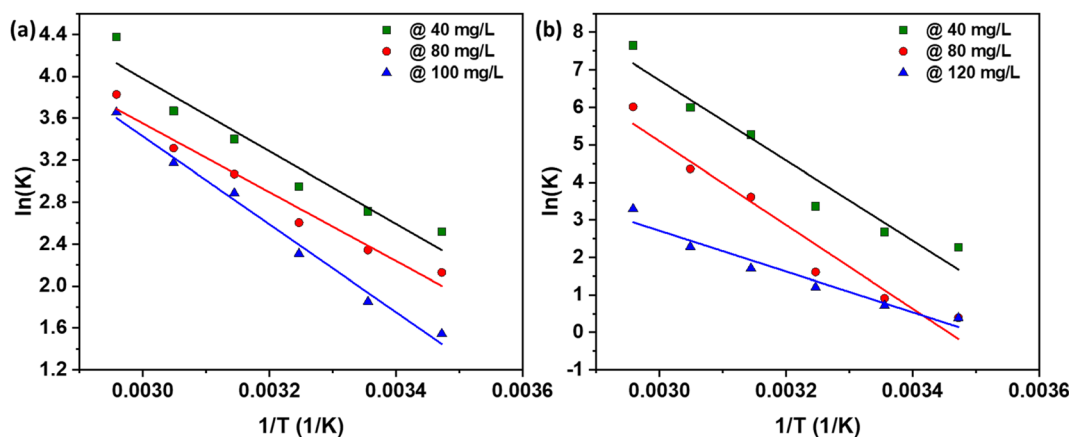 (a)
@ 40 mg/L
@ 80 mg/L
@ 100 mg/L
4.4
4.0
3.6
3.2
2.8
2.4
2.0
1.6
1.2
ln(K)
0.0030
0.0032
0.0034
0.0036
1/T (1/K)
(b)
@ 40 mg/L
@ 80 mg/L
@ 120 mg/L
8
7
6
5
4
3
2
1
0
-1
ln(K)
0.0030
0.0032
0.0034
0.0036
1/T (1/K)